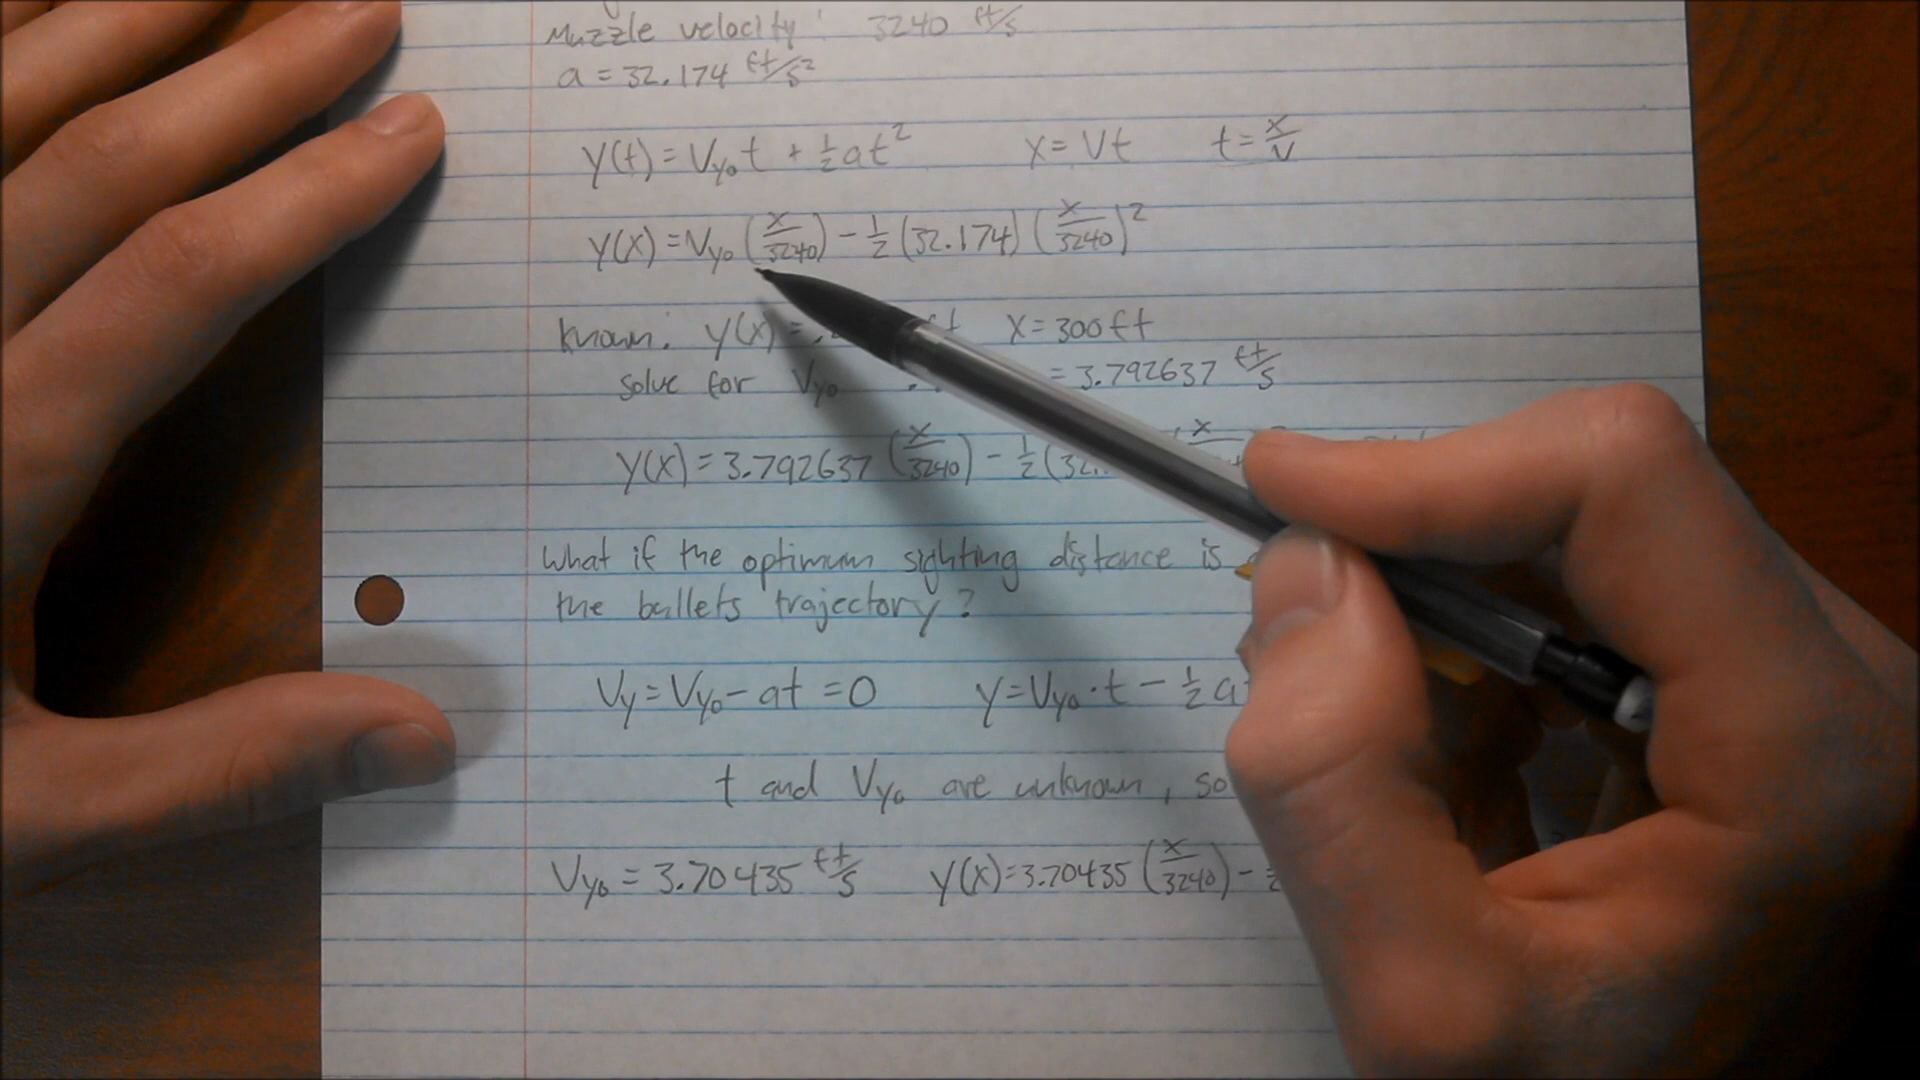 Muzzle velocity: 3240 ft/s
a = 32.174 ft/s²
y(t) = Vy₀t + ½at² x = Vt t = x/V
y(x) = Vy₀(x/3240) - ½(32.174)(x/3240)²
known: y(x) = ft x = 300ft
solve for Vy₀ = 3.792637 ft/s
y(x) = 3.792637(x/3240) - ½(32. x
What if the optimum sighting distance is
the bullets trajectory?
Vy = Vy₀ - at = 0 y = Vy₀·t - ½a
t and Vy₀ are unknown, so
Vy₀ = 3.70435 ft/s y(x) = 3.70435(x/3240) - ½